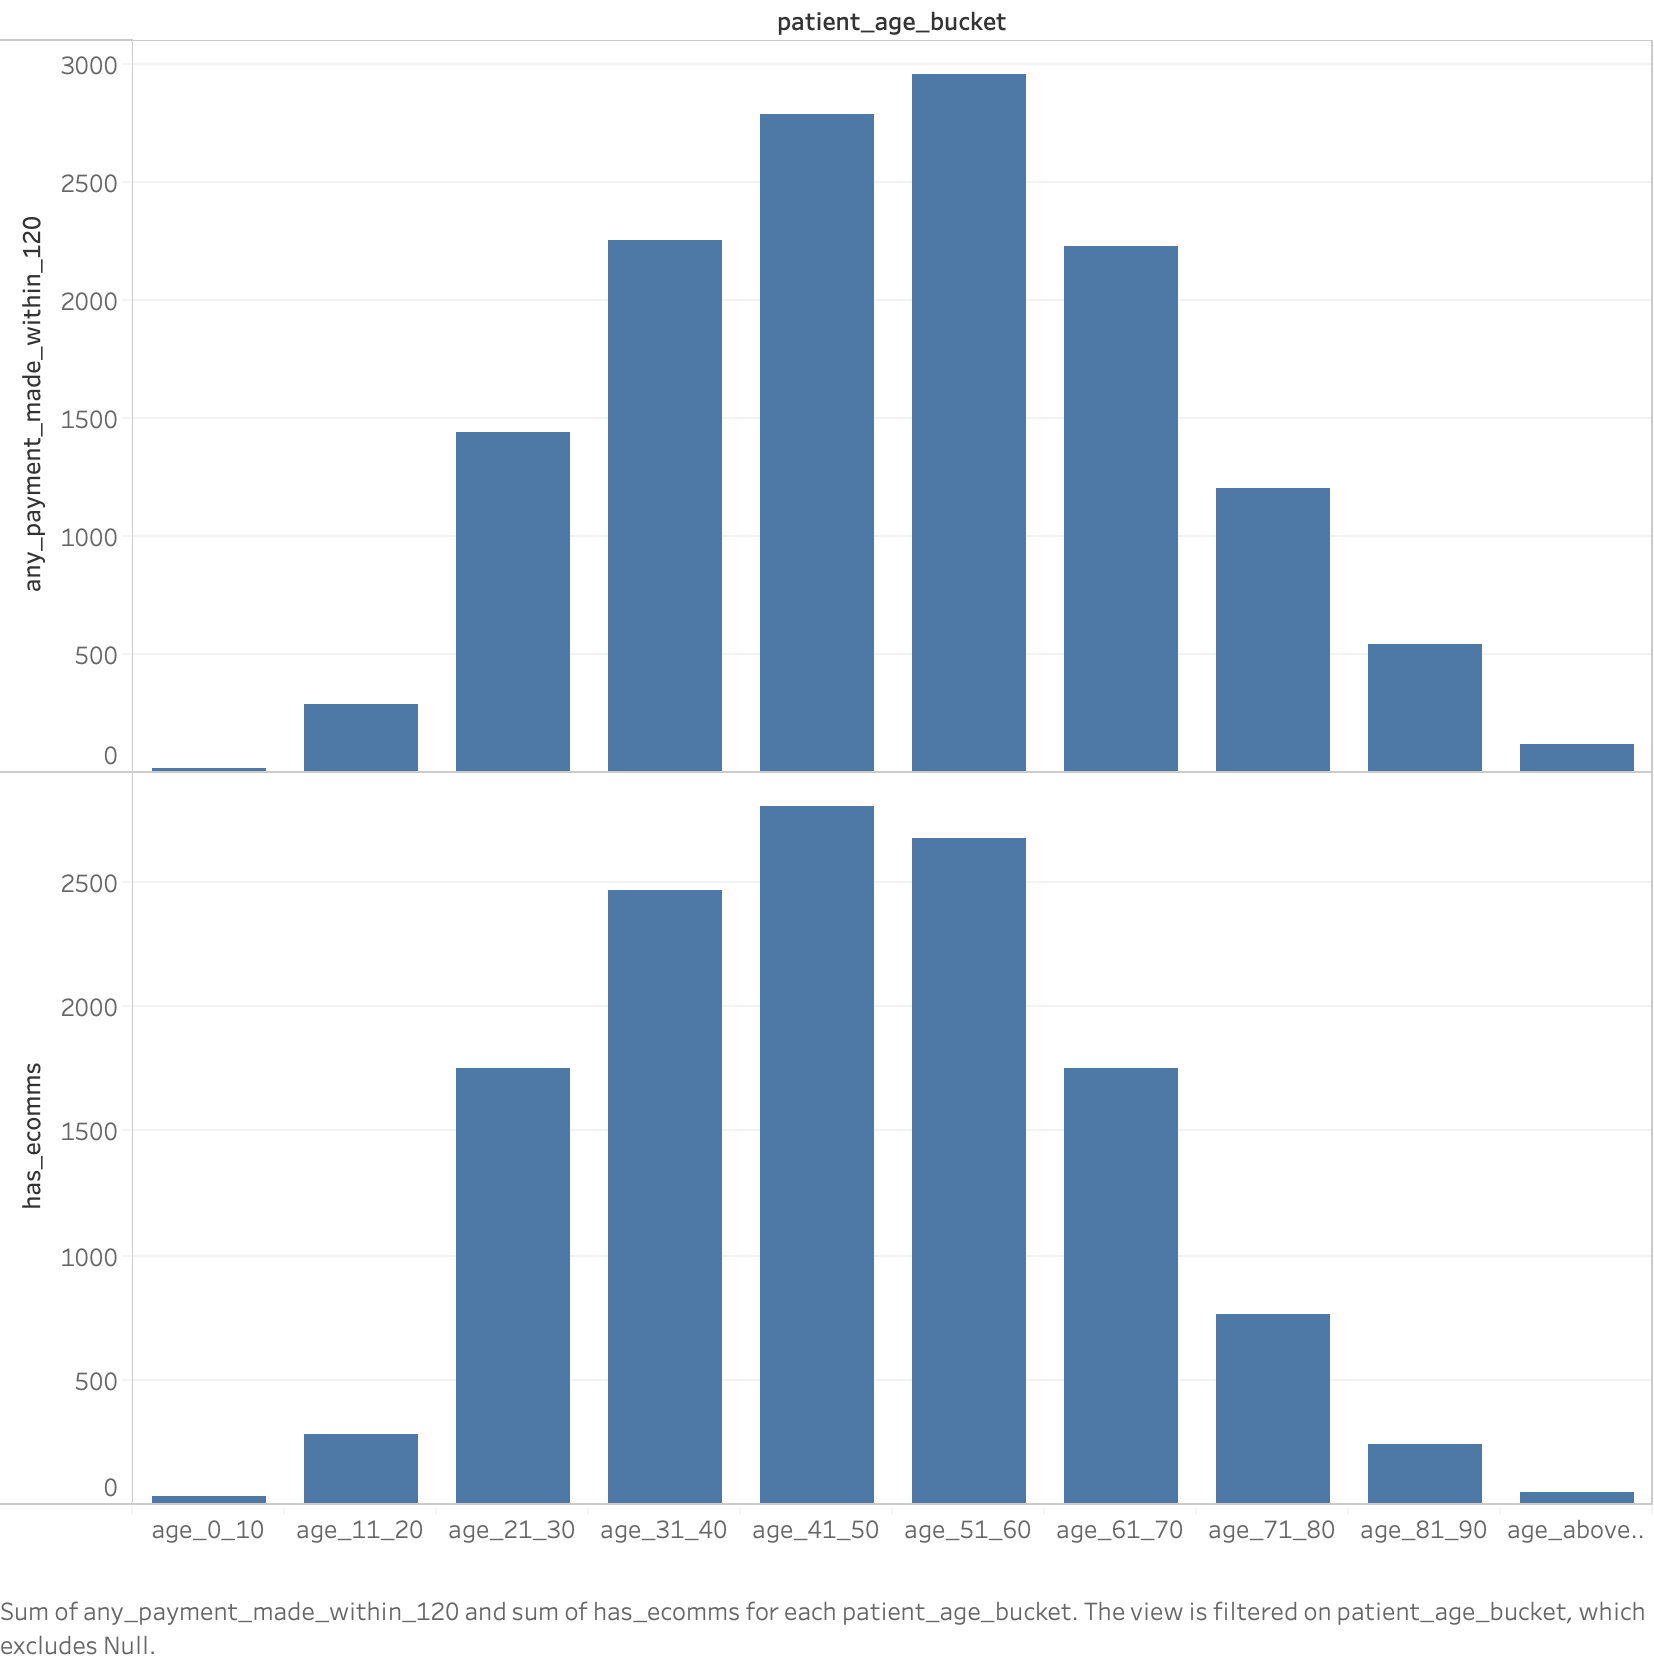 patient_age_bucket
3000
2500
2000
1500
1000
500
0
any_payment_made_within_120
2500
2000
1500
1000
500
0
has_ecomms
age_0_10 age_11_20 age_21_30 age_31_40 age_41_50 age_51_60 age_61_70 age_71_80 age_81_90 age_above..
Sum of any_payment_made_within_120 and sum of has_ecomms for each patient_age_bucket. The view is filtered on patient_age_bucket, which
excludes Null.